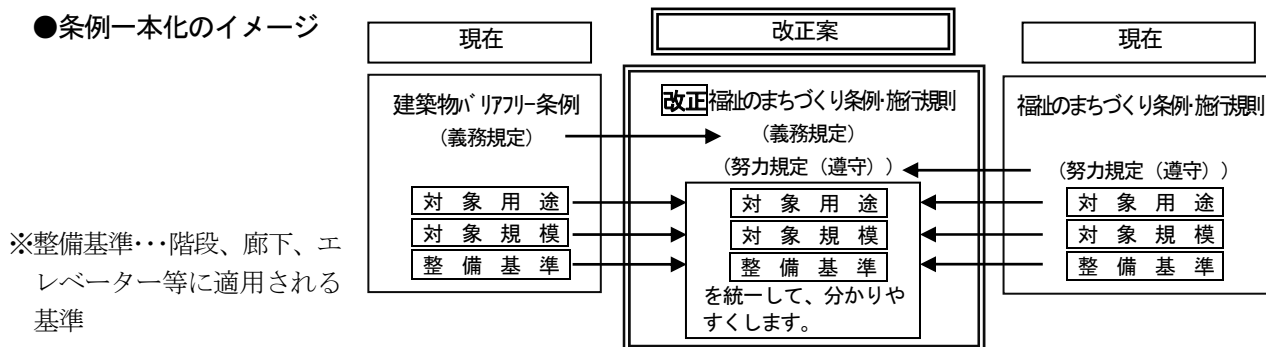 ●条例一本化のイメージ
現在
改正案
現在
建築物バリアフリー条例
(義務規定)
改正福祉のまちづくり条例・施行規則
(義務規定)
(努力規定(遵守))
福祉のまちづくり条例・施行規則
(努力規定(遵守))
対象用途
対象規模
整備基準
対象用途
対象規模
整備基準
を統一して、分かりや
すくします。
対象用途
対象規模
整備基準
※整備基準・・・階段、廊下、エ
レベーター等に適用される
基準